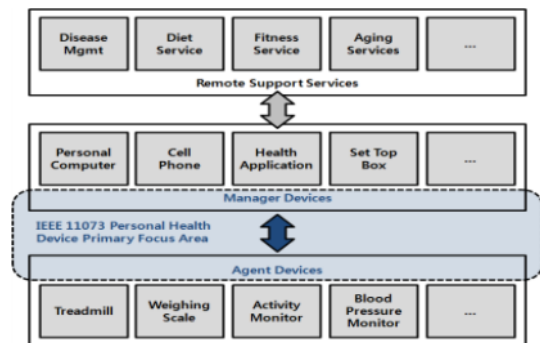 Disease Mgmt
Diet Service
Fitness Service
Aging Services
---
Remote Support Services
Personal Computer
Cell Phone
Health Application
Set Top Box
---
Manager Devices
IEEE 11073 Personal Health
Device Primary Focus Area
Agent Devices
Treadmill
Weighing Scale
Activity Monitor
Blood Pressure Monitor
---